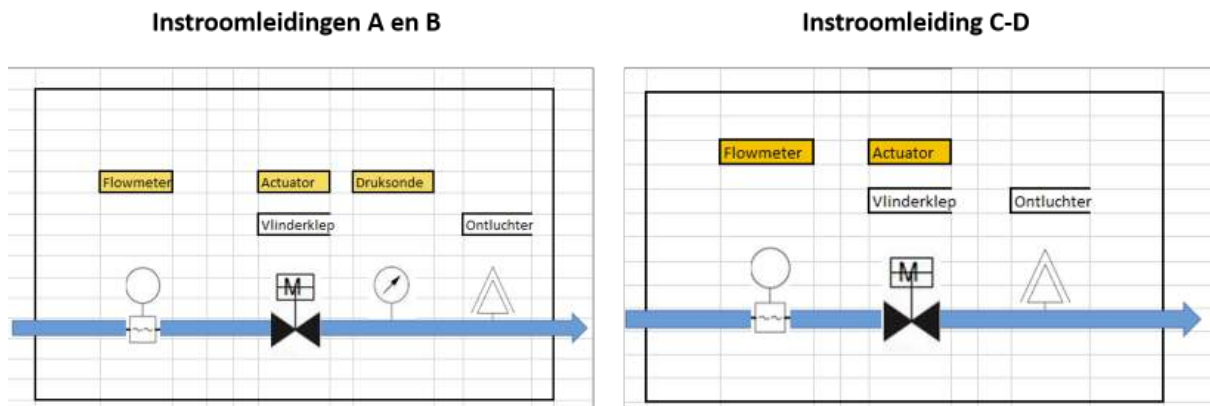 Instroomleidingen A en B
Flowmeter
Actuator
Druksonde
Vlinderklep
Ontluchter
M
Instroomleiding C-D
Flowmeter
Actuator
Vlinderklep
Ontluchter
M